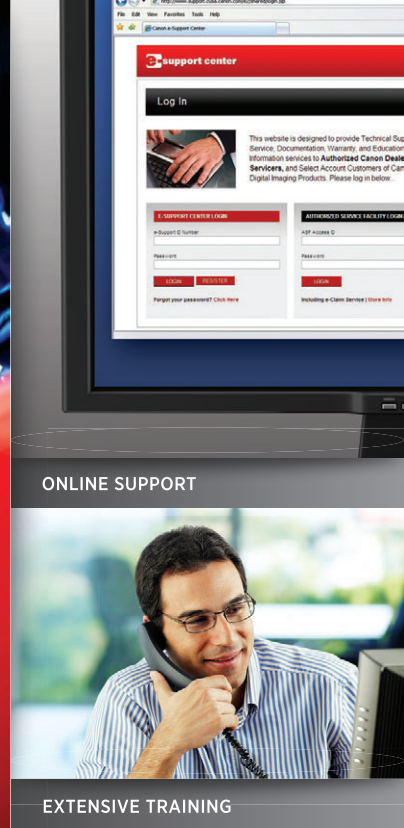 File Edit View Favorites Tools Help
Canon e-Support Center
e-support center
Log In
This website is designed to provide Technical Sup
Service, Documentation, Warranty, and Education
Information services to Authorized Canon Deale
Servicers, and Select Account Customers of Can
Digital Imaging Products. Please log in below...
E-SUPPORT CENTER LOGIN
e-Support ID Number
Password
LOGIN REGISTER
Forgot your password? Click Here
AUTHORIZED SERVICE FACILITY LOGIN
ASF Access ID
Password
LOGIN
Including e-Claim Service | More Info
ONLINE SUPPORT
EXTENSIVE TRAINING